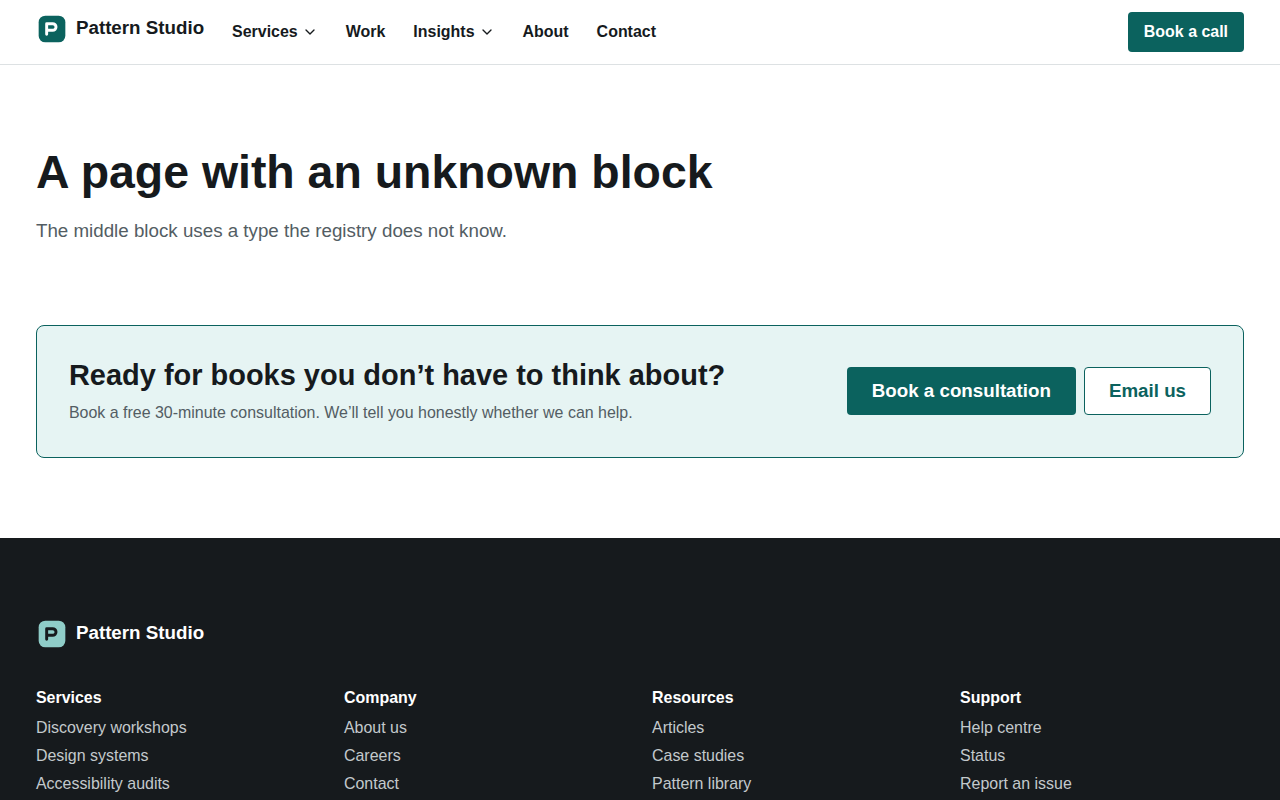 Pattern Studio
Services
Work
Insights
About
Contact
Book a call
A page with an unknown block
The middle block uses a type the registry does not know.
Ready for books you don’t have to think about?
Book a free 30-minute consultation. We’ll tell you honestly whether we can help.
Book a consultation
Email us
Pattern Studio
Services
Discovery workshops
Design systems
Accessibility audits
Company
About us
Careers
Contact
Resources
Articles
Case studies
Pattern library
Support
Help centre
Status
Report an issue